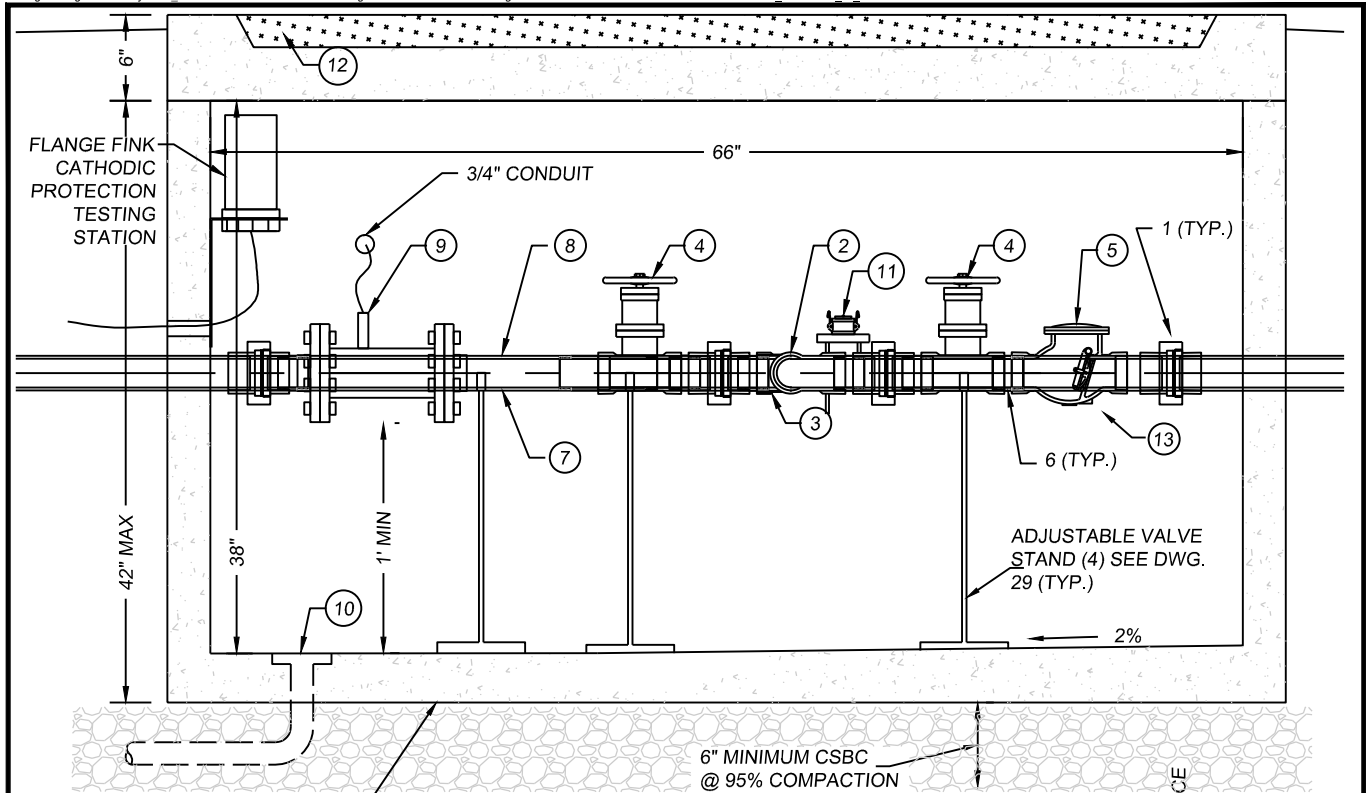 12
6"
FLANGE FINK
CATHODIC
PROTECTION
TESTING
STATION
66"
3/4" CONDUIT
9
8
4
2
11
4
1 (TYP.)
5
3
13
7
6 (TYP.)
42" MAX
38"
1' MIN
ADJUSTABLE VALVE
STAND (4) SEE DWG.
29 (TYP.)
10
2%
6" MINIMUM CSBC
@ 95% COMPACTION